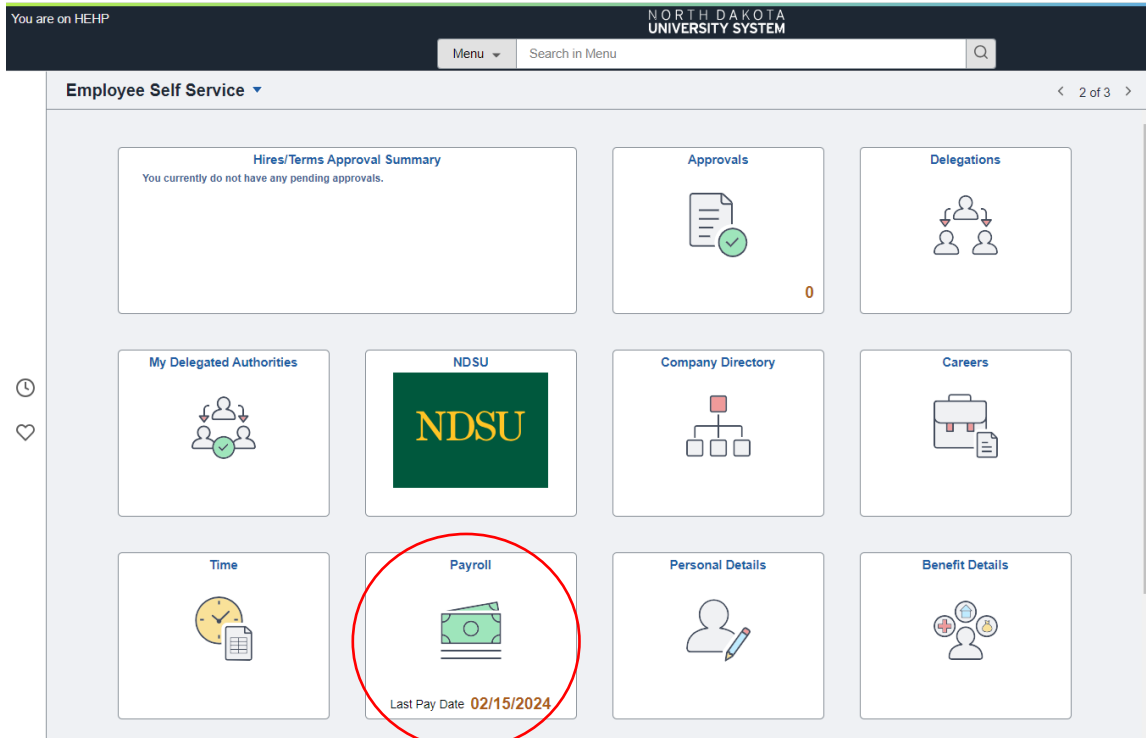 You are on HEHP
NORTH DAKOTA
UNIVERSITY SYSTEM
Menu
Search in Menu
Employee Self Service
2 of 3
Hires/Terms Approval Summary
You currently do not have any pending approvals.
Approvals
0
Delegations
My Delegated Authorities
NDSU
NDSU
Company Directory
Careers
Time
Payroll
Last Pay Date 02/15/2024
Personal Details
Benefit Details